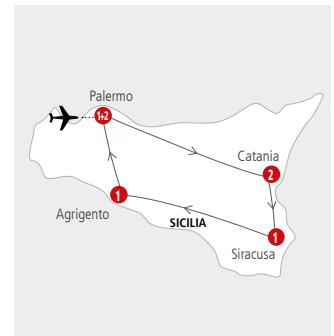 Palermo
1+2
Catania
2
1
Agrigento
SICILIA
1
Siracusa